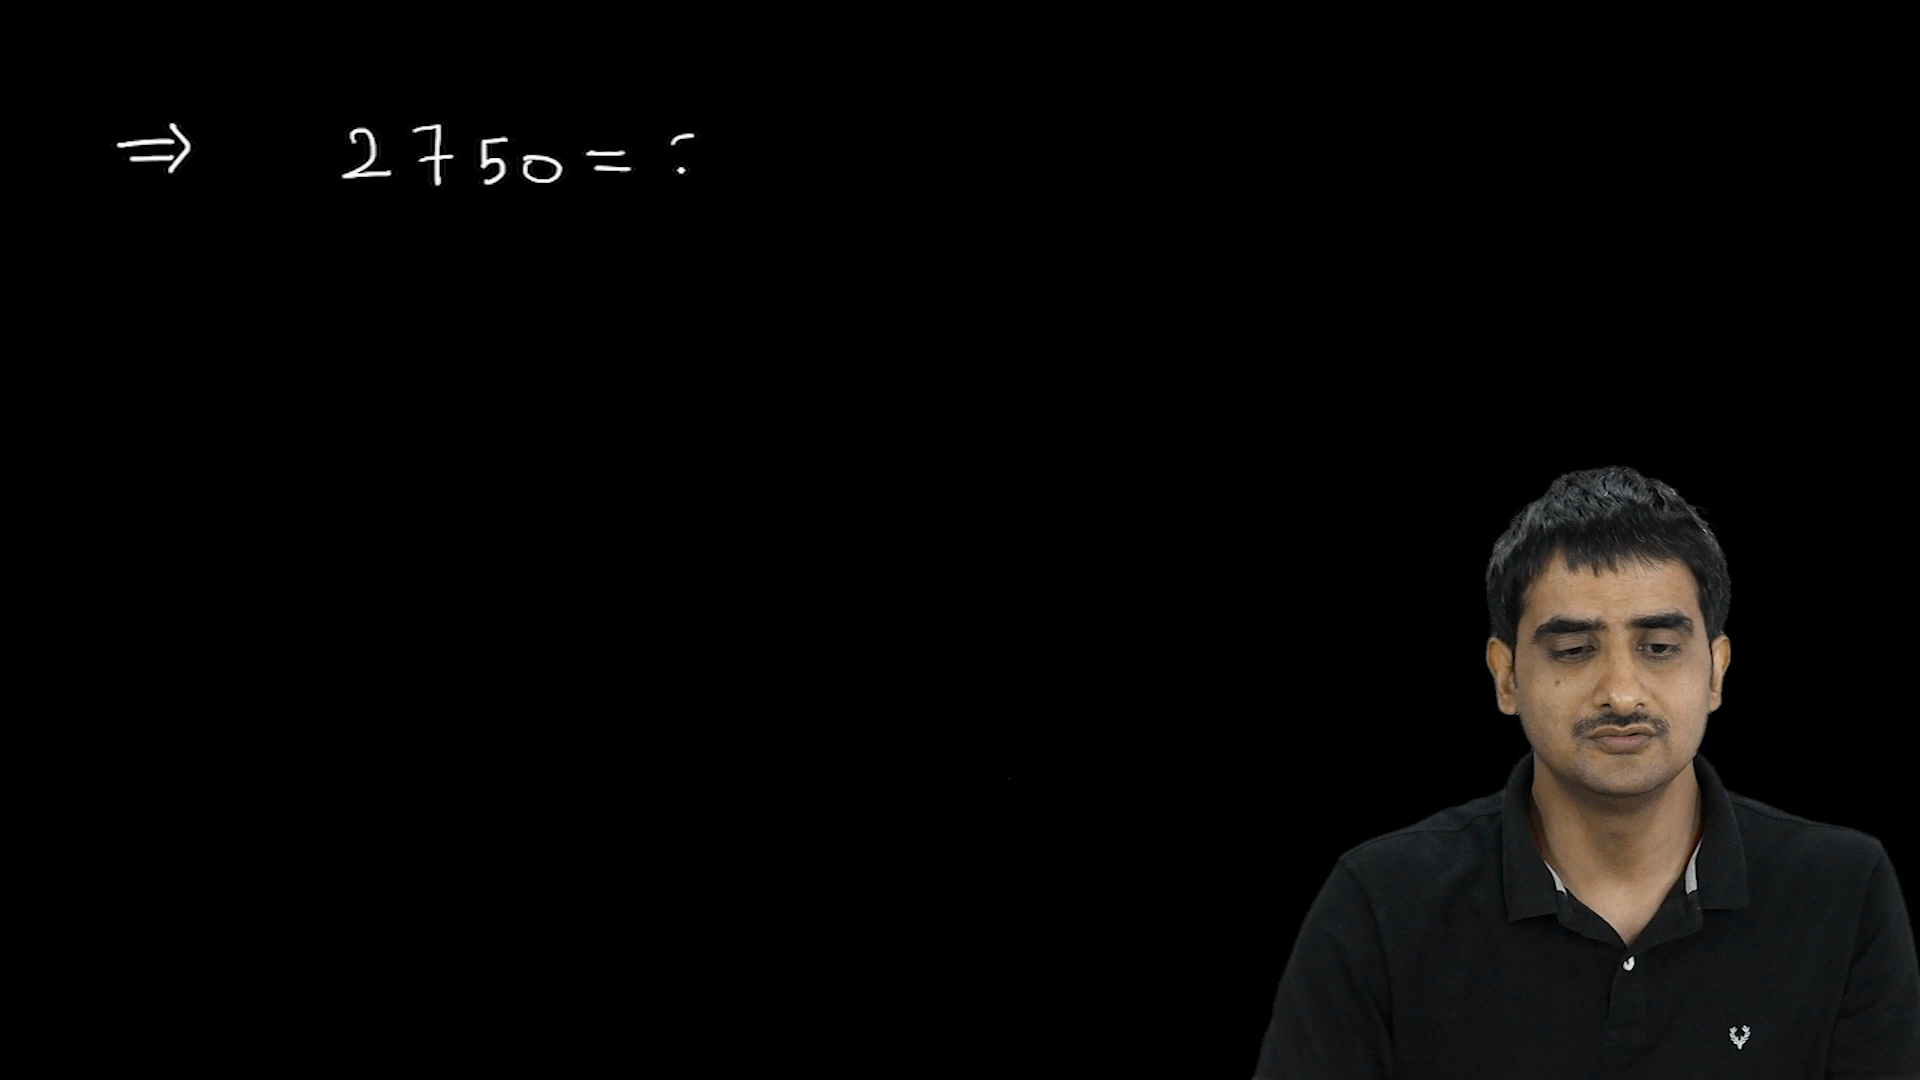 ⇒ 2750 = ?